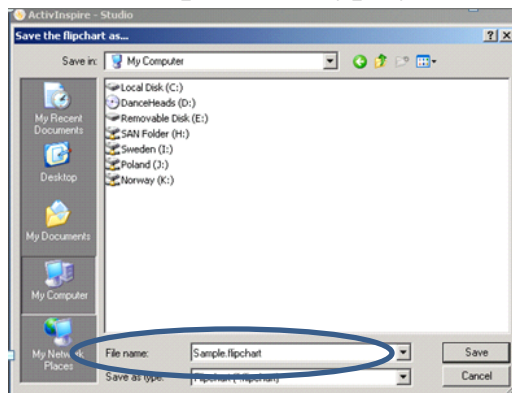 ActivInspire - Studio
Save the flipchart as...
Save in:
My Computer
Local Disk (C:)
DanceHeads (D:)
Removable Disk (E:)
SAN Folder (H:)
Sweden (I:)
Poland (J:)
Norway (K:)
My Recent
Documents
Desktop
My Documents
My Computer
My Network
Places
File name:
Sample.flipchart
Save
Save as type:
Flipchart (*.flipchart)
Cancel